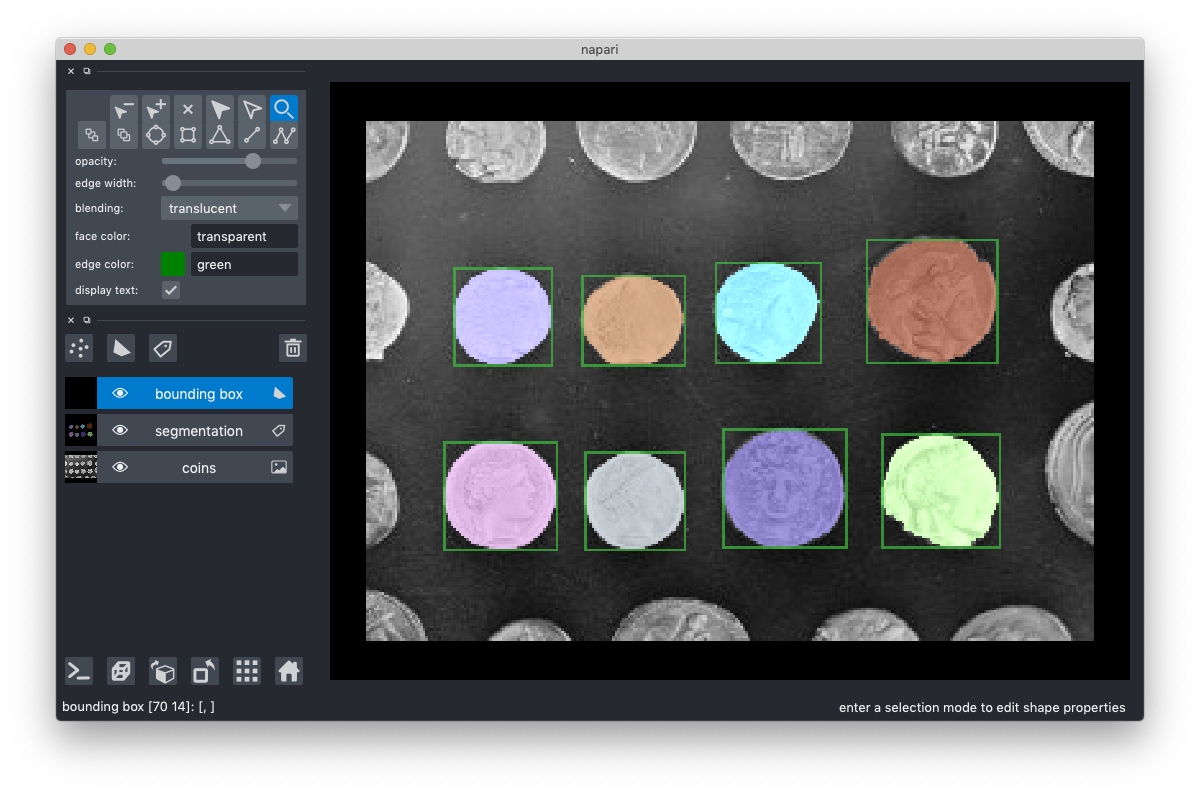 napari
opacity:
edge width:
blending: translucent
face color: transparent
edge color: green
display text:
bounding box
segmentation
coins
bounding box [70 14]: [, ]
enter a selection mode to edit shape properties